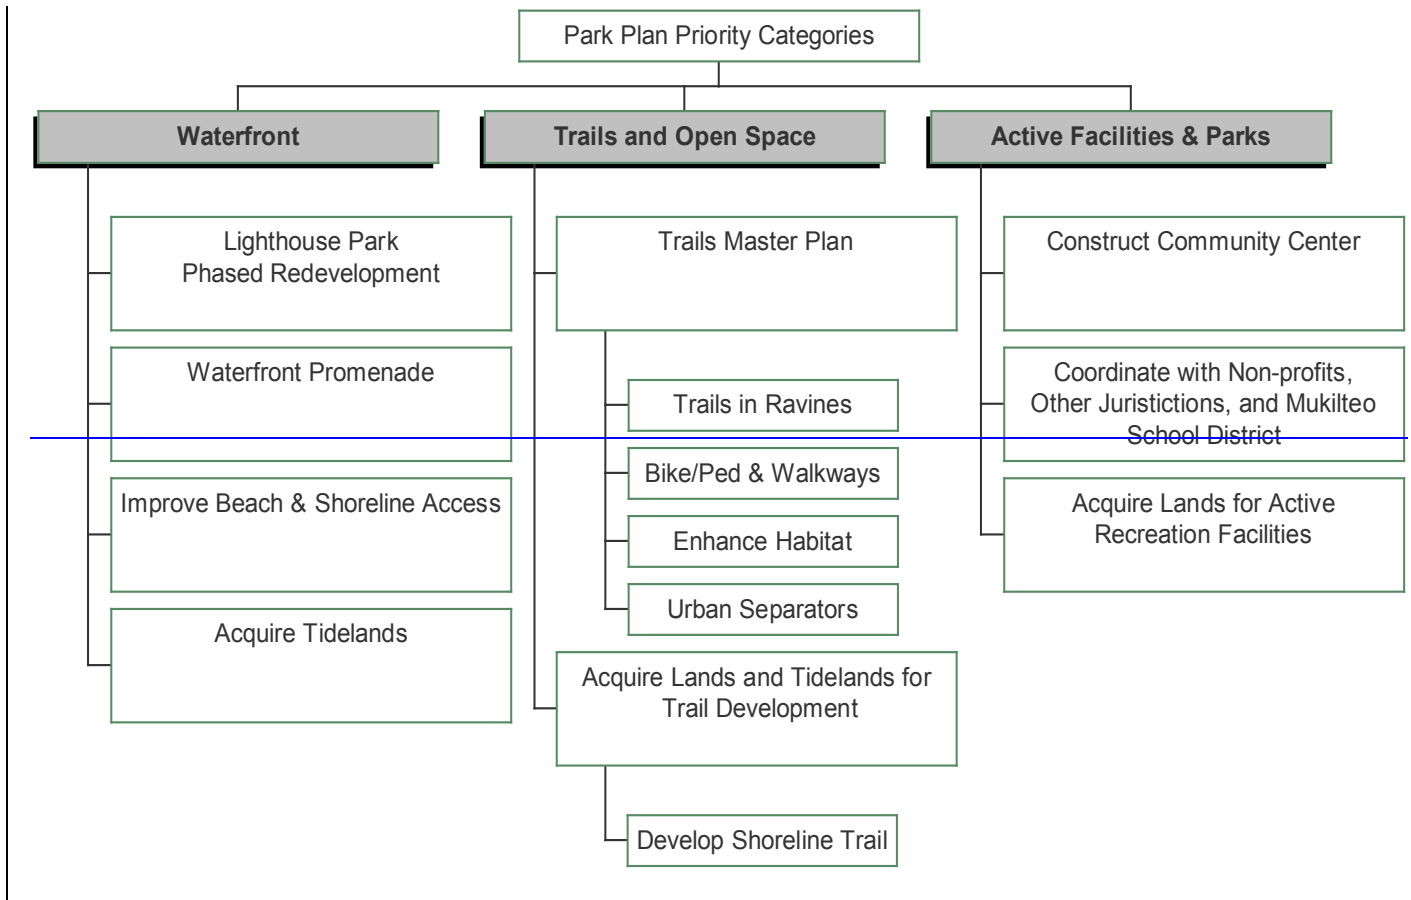 Park Plan Priority Categories
Waterfront
Lighthouse Park
Phased Redevelopment
Waterfront Promenade
Improve Beach & Shoreline Access
Acquire Tidelands
Trails and Open Space
Trails Master Plan
Trails in Ravines
Bike/Ped & Walkways
Enhance Habitat
Urban Separators
Acquire Lands and Tidelands for
Trail Development
Develop Shoreline Trail
Active Facilities & Parks
Construct Community Center
Coordinate with Non-profits,
Other Juristictions, and Mukilteo
School District
Acquire Lands for Active
Recreation Facilities